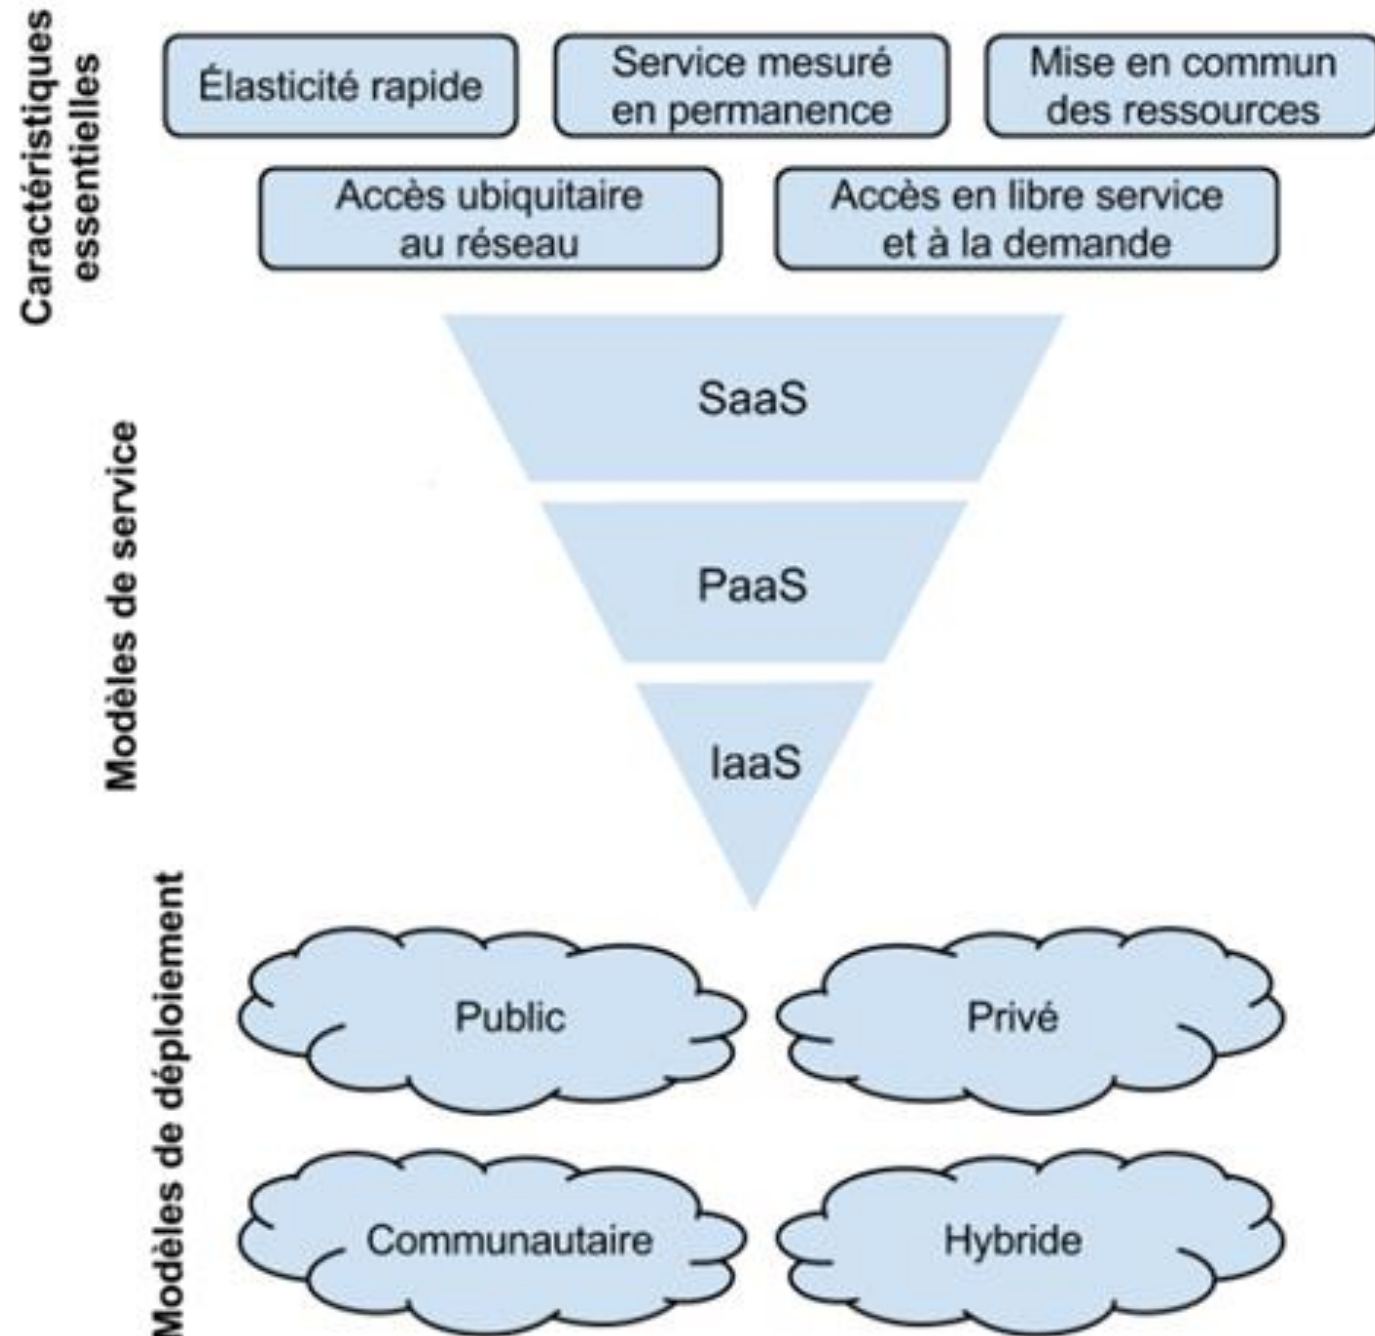 Caractéristiques
essentielles
Élasticité rapide
Service mesuré
en permanence
Mise en commun
des ressources
Accès ubiquitaire
au réseau
Accès en libre service
et à la demande
Modèles de service
SaaS
PaaS
IaaS
Modèles de déploiement
Public
Privé
Communautaire
Hybride